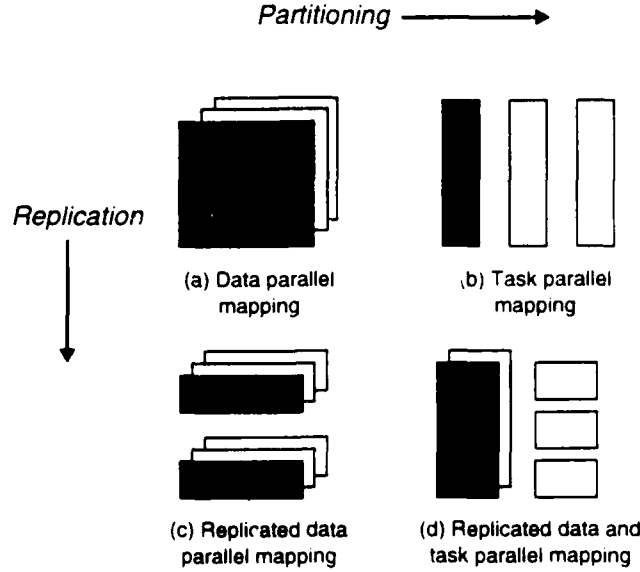 Partitioning
Replication
(a) Data parallel
mapping
(b) Task parallel
mapping
(c) Replicated data
parallel mapping
(d) Replicated data and
task parallel mapping